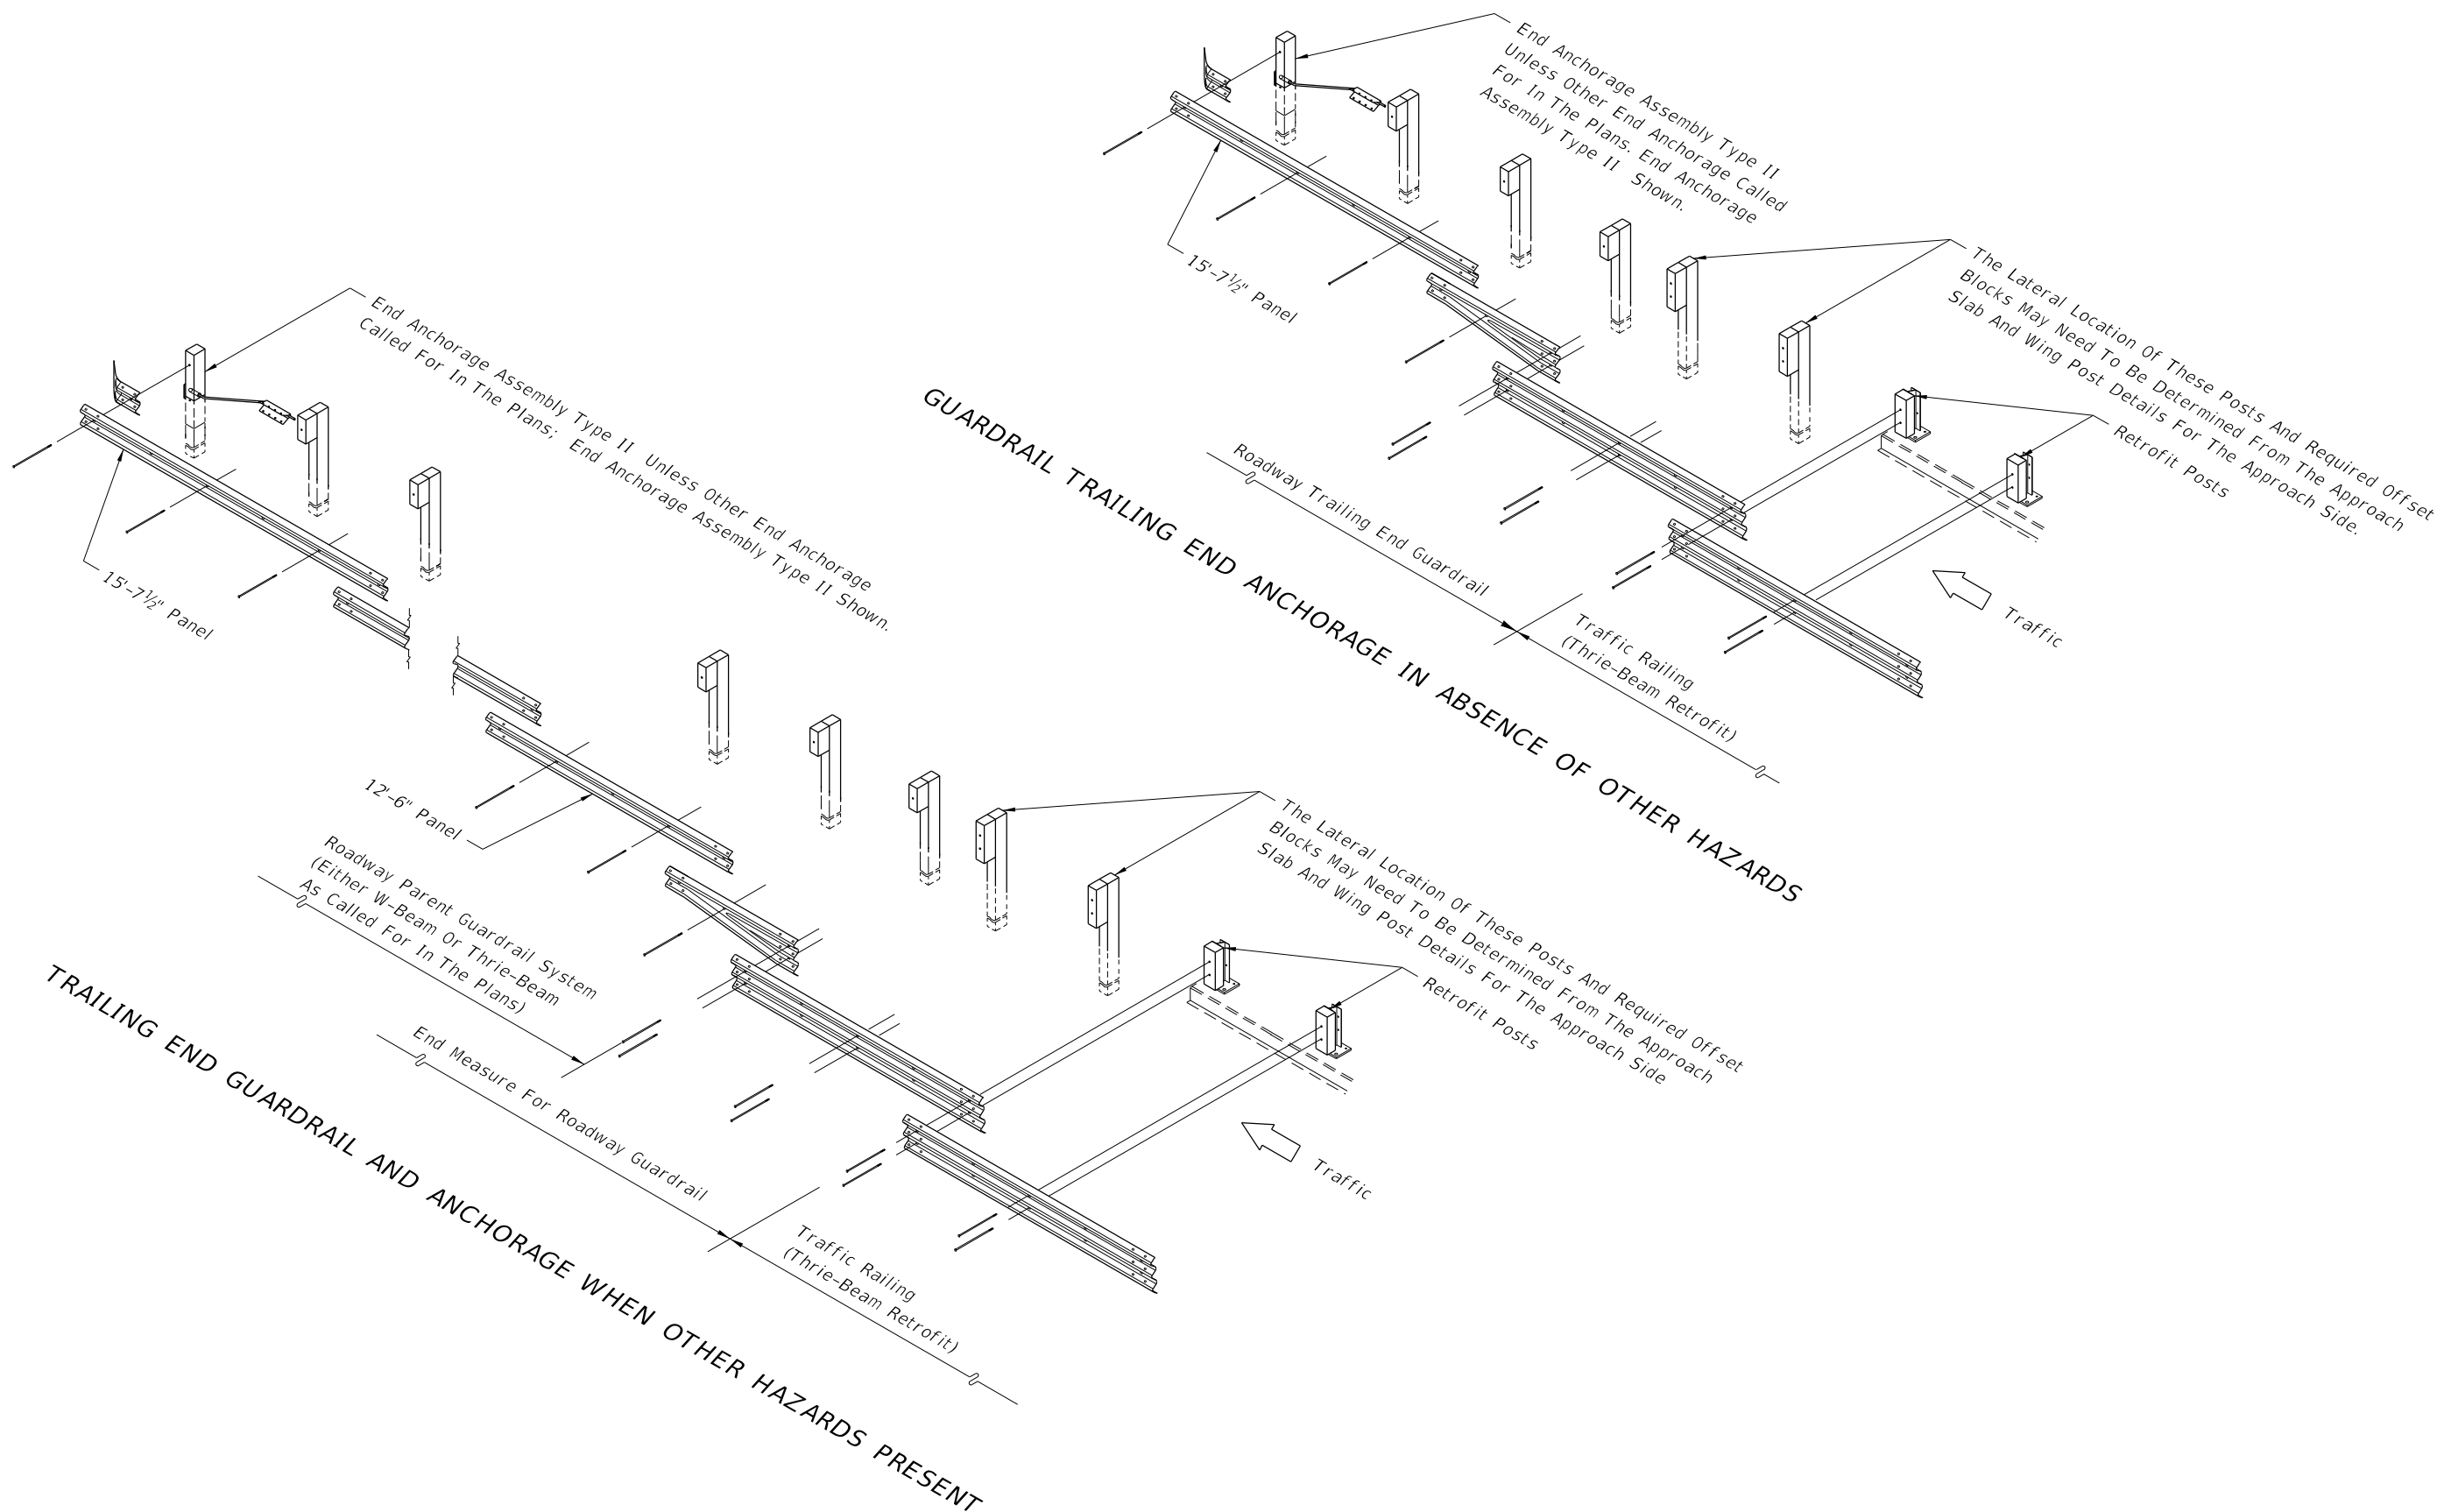 End Anchorage Assembly Type II
Unless Other End Anchorage Called
For In The Plans. End Anchorage
Assembly Type II Shown.
15'-7½" Panel
The Lateral Location Of These Posts And Required Offset
Blocks May Need To Be Determined From The Approach
Slab And Wing Post Details For The Approach Side.
Retrofit Posts
Traffic
Roadway Trailing End Guardrail
Traffic Railing
(Thrie-Beam Retrofit)
GUARDRAIL TRAILING END ANCHORAGE IN ABSENCE OF OTHER HAZARDS
End Anchorage Assembly Type II Unless Other End Anchorage
Called For In The Plans; End Anchorage Assembly Type II Shown.
15'-7½" Panel
12'-6" Panel
Roadway Parent Guardrail System
(Either W-Beam Or Thrie-Beam
As Called For In The Plans)
End Measure For Roadway Guardrail
The Lateral Location Of These Posts And Required Offset
Blocks May Need To Be Determined From The Approach
Slab And Wing Post Details For The Approach Side
Retrofit Posts
Traffic
Traffic Railing
(Thrie-Beam Retrofit)
TRAILING END GUARDRAIL AND ANCHORAGE WHEN OTHER HAZARDS PRESENT